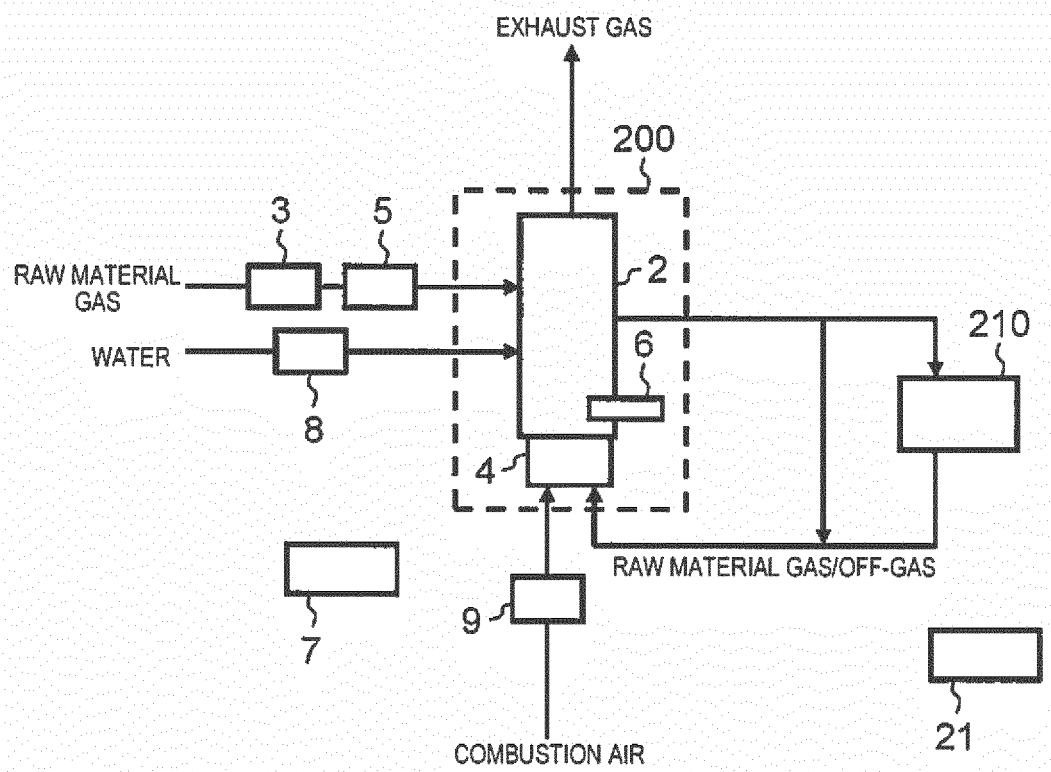 EXHAUST GAS
200
3
5
RAW MATERIAL
GAS
2
210
WATER
6
8
4
RAW MATERIAL GAS/OFF-GAS
9
7
21
COMBUSTION AIR